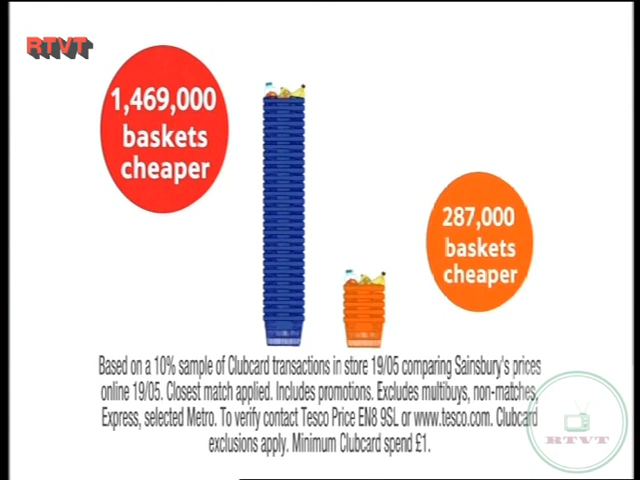 RTVT
1,469,000
baskets
cheaper
287,000
baskets
cheaper
Based on a 10% sample of Clubcard transactions in store 19/05 comparing Sainsbury's prices
online 19/05. Closest match applied. Includes promotions. Excludes multibuys, non-matches,
Express, selected Metro. To verify contact Tesco Price EN8 9SL or www.tesco.com. Clubcard
exclusions apply. Minimum Clubcard spend £1.
RTVT